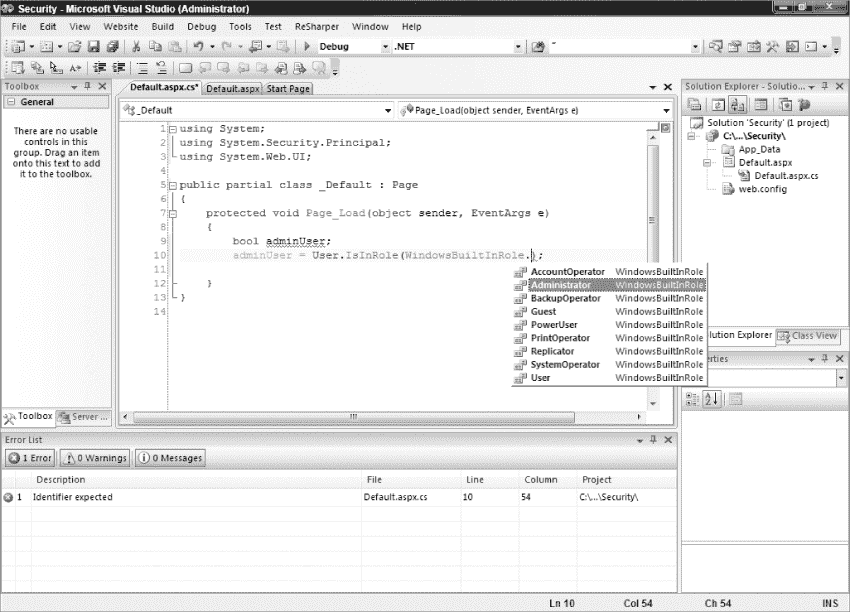 Security - Microsoft Visual Studio (Administrator)
File Edit View Website Build Debug Tools Test ReSharper Window Help
Debug .NET
Toolbox
General
There are no usable
controls in this
group. Drag an item
onto this text to add
it to the toolbox.
Toolbox Server ...
Default.aspx.cs* Default.aspx Start Page
_Default Page_Load(object sender, EventArgs e)
1 using System;
2 using System.Security.Principal;
3 using System.Web.UI;
4
5 public partial class _Default : Page
6 {
7 protected void Page_Load(object sender, EventArgs e)
8 {
9 bool adminUser;
10 adminUser = User.IsInRole(WindowsBuiltInRole.);
11
12 }
13 }
14
AccountOperator WindowsBuiltInRole
Administrator WindowsBuiltInRole
BackupOperator WindowsBuiltInRole
Guest WindowsBuiltInRole
PowerUser WindowsBuiltInRole
PrintOperator WindowsBuiltInRole
Replicator WindowsBuiltInRole
SystemOperator WindowsBuiltInRole
User WindowsBuiltInRole
Solution Explorer - Solutio...
Solution 'Security' (1 project)
C:\...\Security\
App_Data
Default.aspx
Default.aspx.cs
web.config
lution Explorer Class View
erties
Error List
1 Error 0 Warnings 0 Messages
Description File Line Column Project
1 Identifier expected Default.aspx.cs 10 54 C:\...\Security\
Ln 10 Col 54 Ch 54 INS